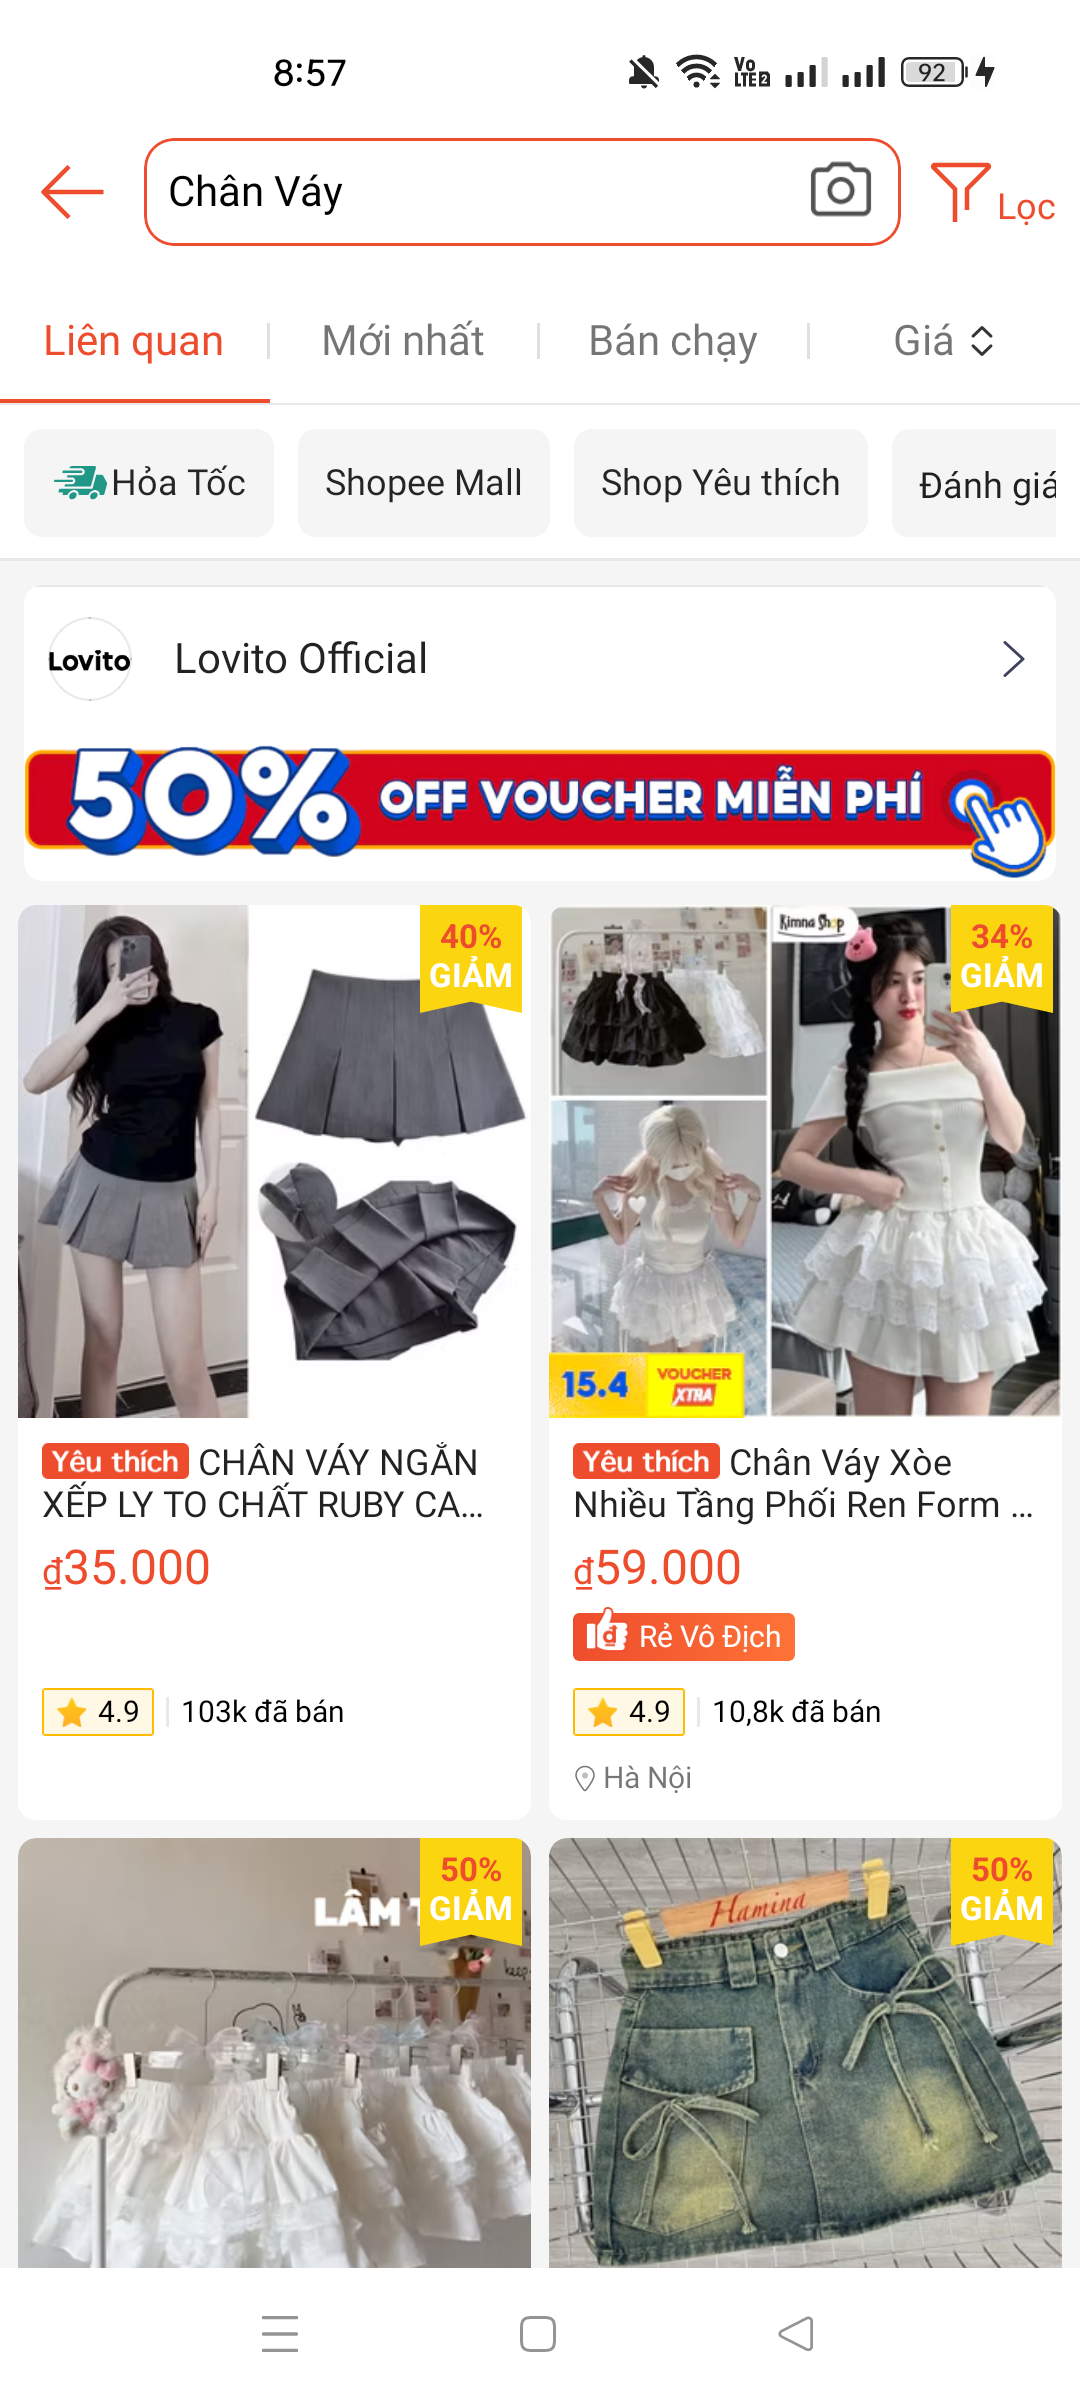 8:57
Vo
LTE2
92
Chân Váy
Lọc
Liên quan
Mới nhất
Bán chạy
Giá
Hỏa Tốc
Shopee Mall
Shop Yêu thích
Đánh giá
Lovito
Lovito Official
50% OFF VOUCHER MIỄN PHÍ
40%
GIẢM
Kimna Shop
34%
GIẢM
15.4
VOUCHER
XTRA
Yêu thích CHÂN VÁY NGẮN
XẾP LY TO CHẤT RUBY CA...
₫35.000
4.9
103k đã bán
Yêu thích Chân Váy Xòe
Nhiều Tầng Phối Ren Form ...
₫59.000
Rẻ Vô Địch
4.9
10,8k đã bán
Hà Nội
LÂM
50%
GIẢM
keep
Hamina
50%
GIẢM